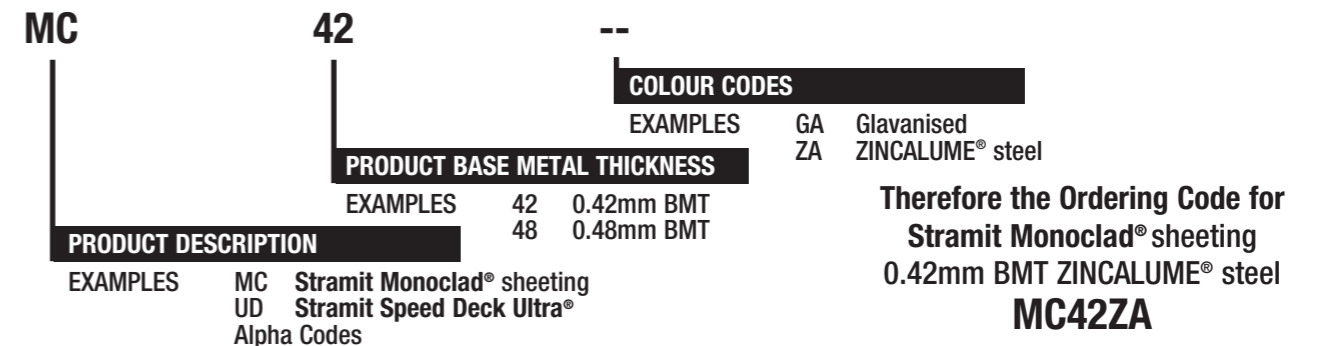 MC 42 --
COLOUR CODES
EXAMPLES GA Glavanised
ZA ZINCALUME® steel
PRODUCT BASE METAL THICKNESS
EXAMPLES 42 0.42mm BMT
48 0.48mm BMT
PRODUCT DESCRIPTION
EXAMPLES MC Stramit Monoclad® sheeting
UD Stramit Speed Deck Ultra®
Alpha Codes
Therefore the Ordering Code for
Stramit Monoclad® sheeting
0.42mm BMT ZINCALUME® steel
MC42ZA